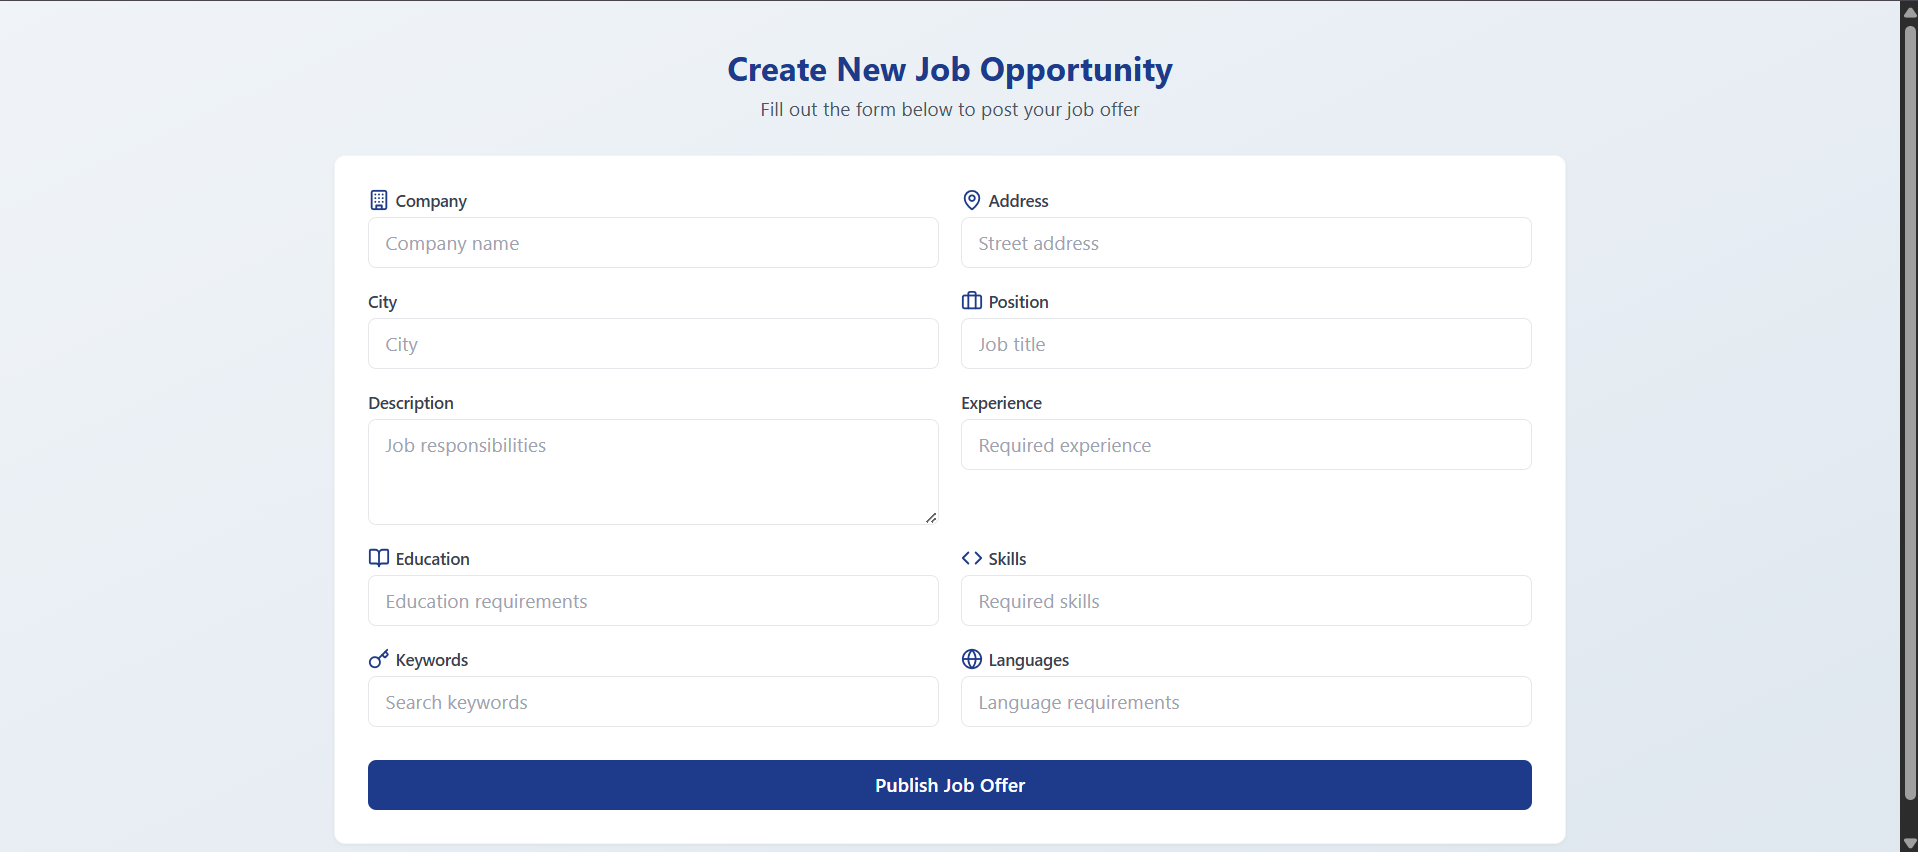 Create New Job Opportunity
Fill out the form below to post your job offer
Company
Address
Company name
Street address
City
Position
City
Job title
Description
Experience
Job responsibilities
Required experience
Education
Skills
Education requirements
Required skills
Keywords
Languages
Search keywords
Language requirements
Publish Job Offer